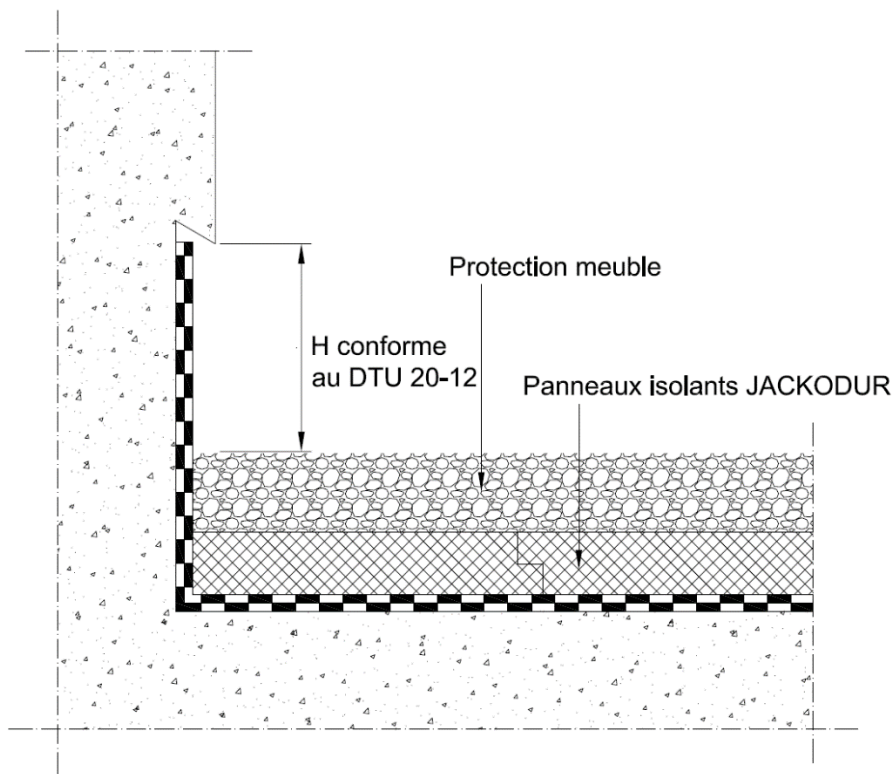 Protection meuble
H conforme
au DTU 20-12
Panneaux isolants JACKODUR